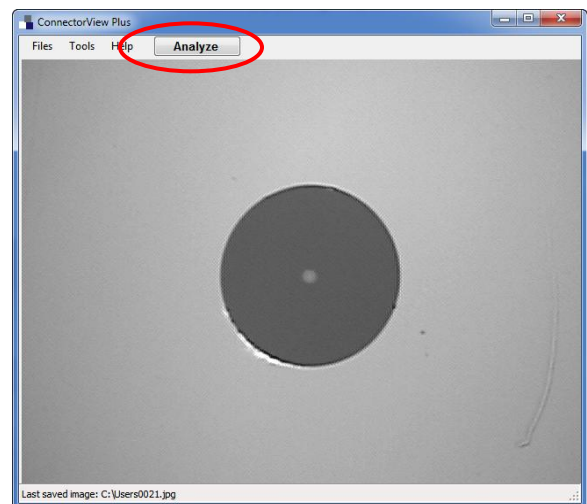 ConnectorView Plus
Files Tools Help Analyze
Last saved image: C:\Users0021.jpg